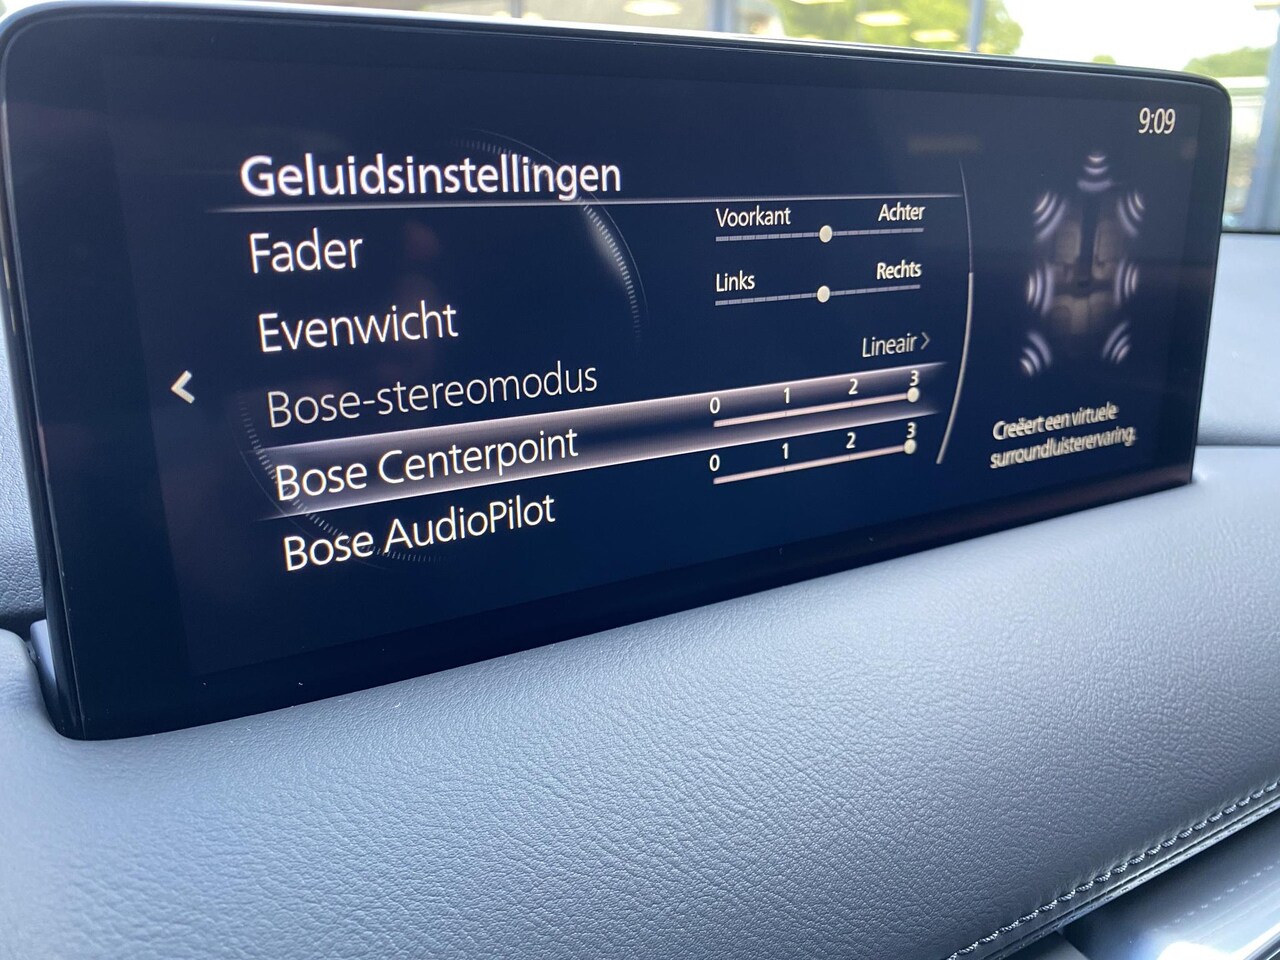 9:09
Geluidsinstellingen
Fader
Voorkant Achter
Evenwicht
Links Rechts
Bose-stereomodus
Lineair >
Bose Centerpoint
0 1 2 3
Bose AudioPilot
0 1 2 3
Creëert een virtuele
surroundluisterervaring.